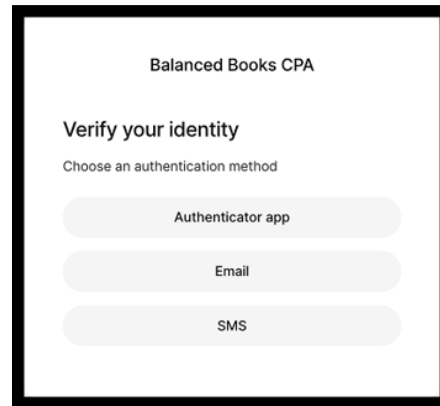 Balanced Books CPA
Verify your identity
Choose an authentication method
Authenticator app
Email
SMS